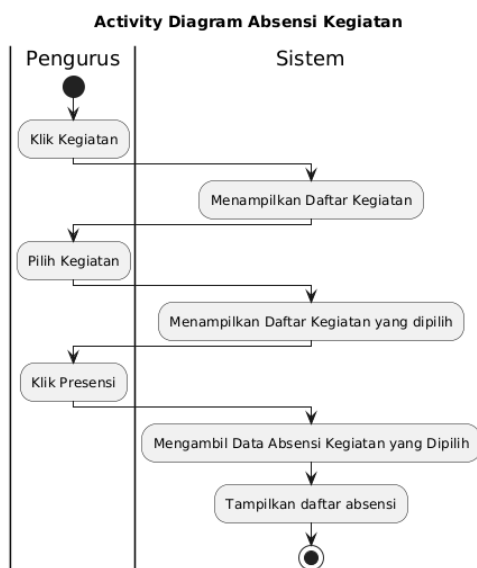 Activity Diagram Absensi Kegiatan
Pengurus
Sistem
Klik Kegiatan
Menampilkan Daftar Kegiatan
Pilih Kegiatan
Menampilkan Daftar Kegiatan yang dipilih
Klik Presensi
Mengambil Data Absensi Kegiatan yang Dipilih
Tampilkan daftar absensi